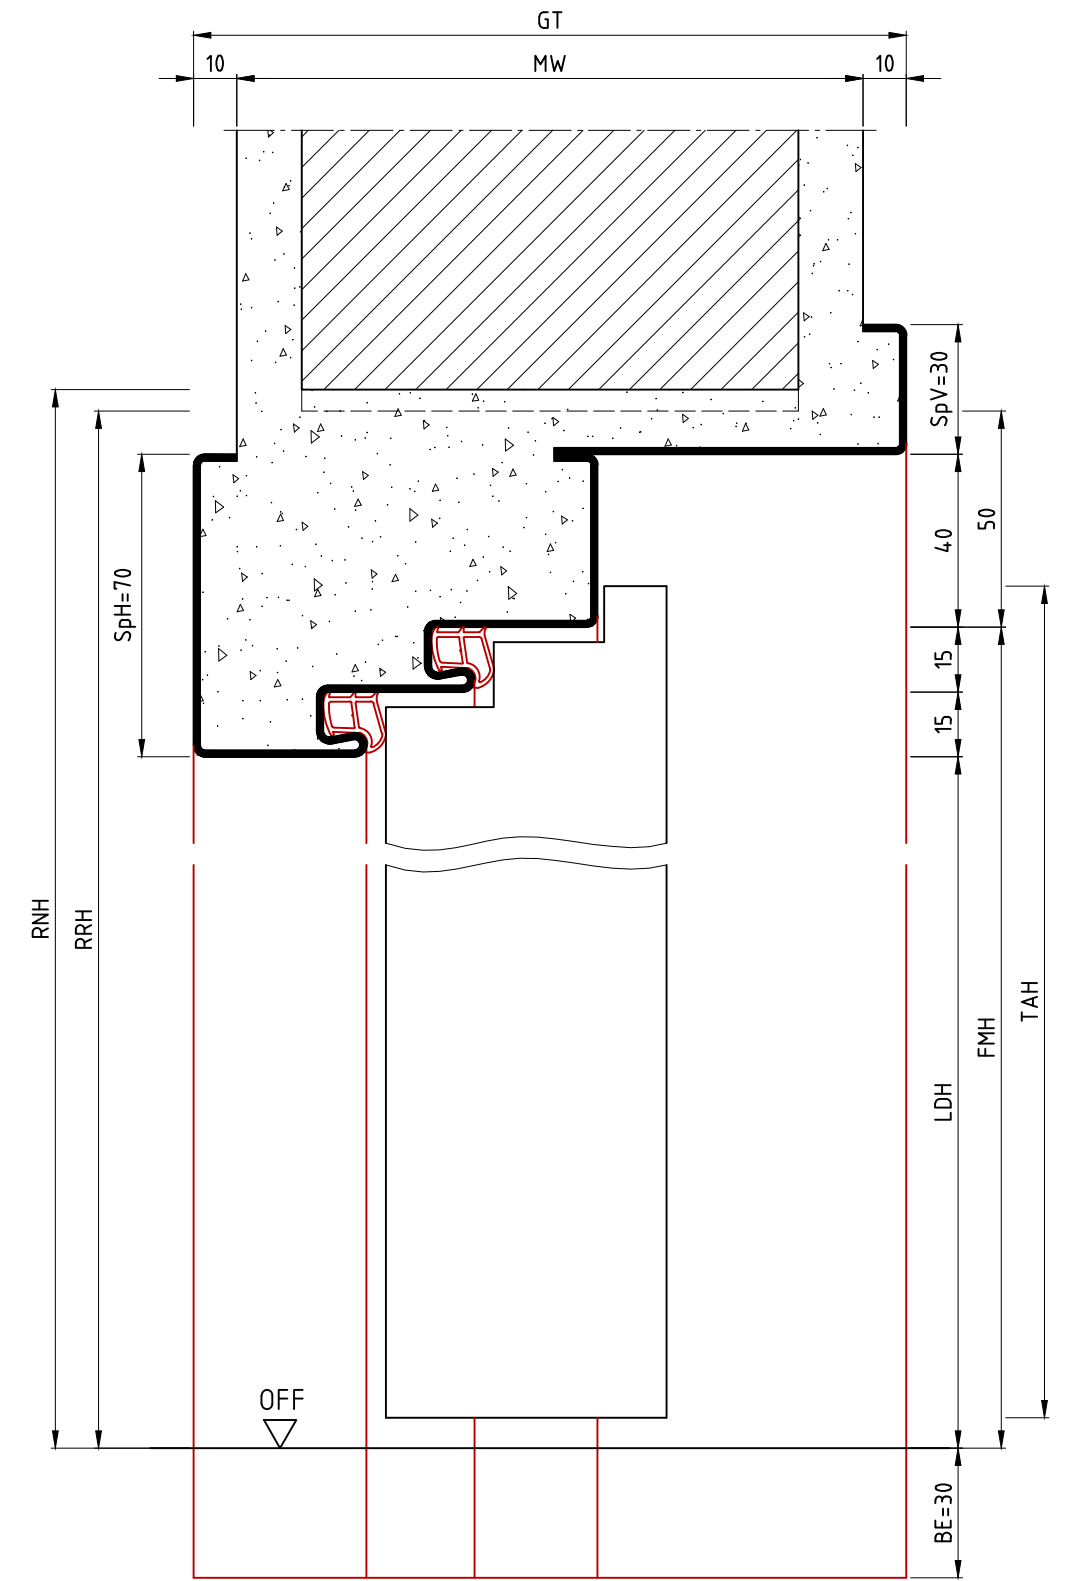 GT
10
MW
10
SpV=30
40
50
SpH=70
15
15
RNH
RRH
TAH
FMH
LDH
OFF
BE=30